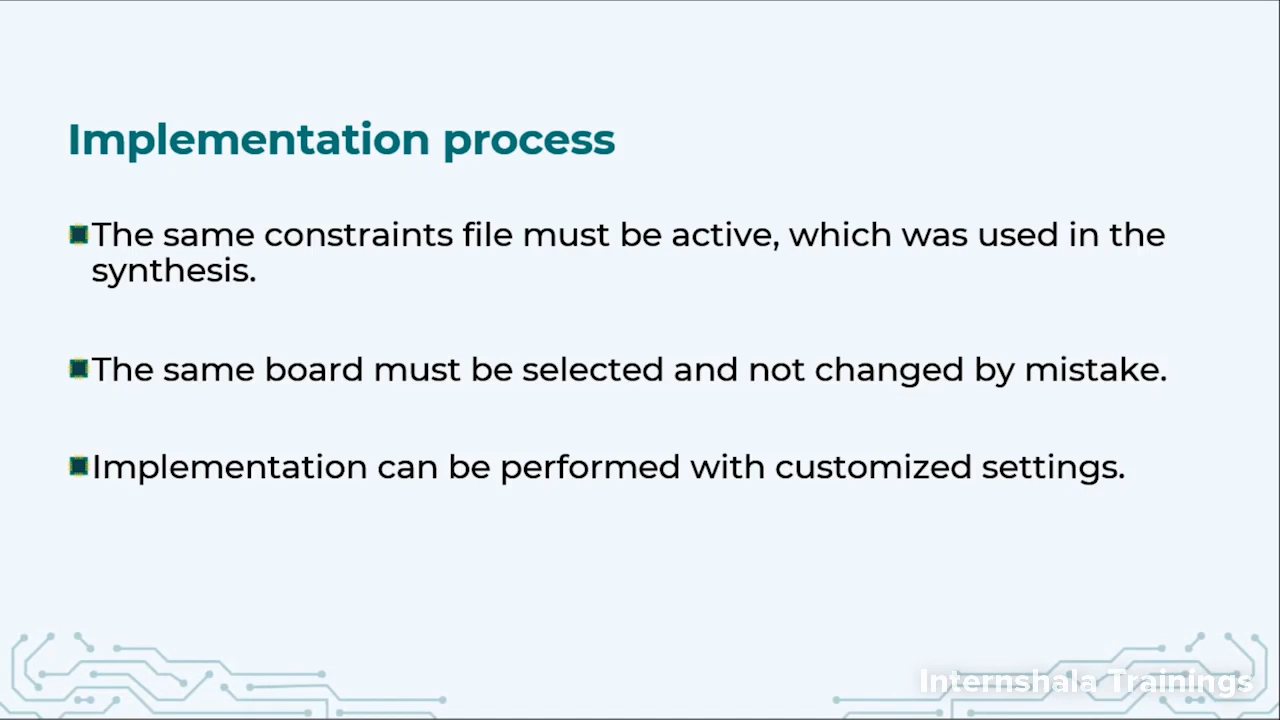 Implementation process
The same constraints file must be active, which was used in the
synthesis.
The same board must be selected and not changed by mistake.
Implementation can be performed with customized settings.
Internshala Trainings